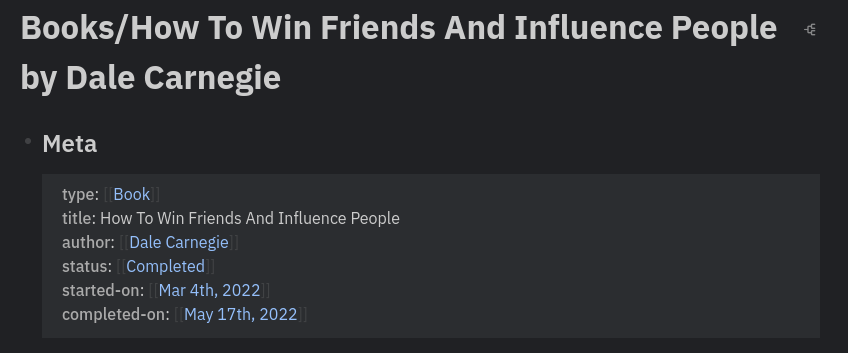 Books/How To Win Friends And Influence People
by Dale Carnegie
Meta
type: [[Book]]
title: How To Win Friends And Influence People
author: [[Dale Carnegie]]
status: [[Completed]]
started-on: [[Mar 4th, 2022]]
completed-on: [[May 17th, 2022]]